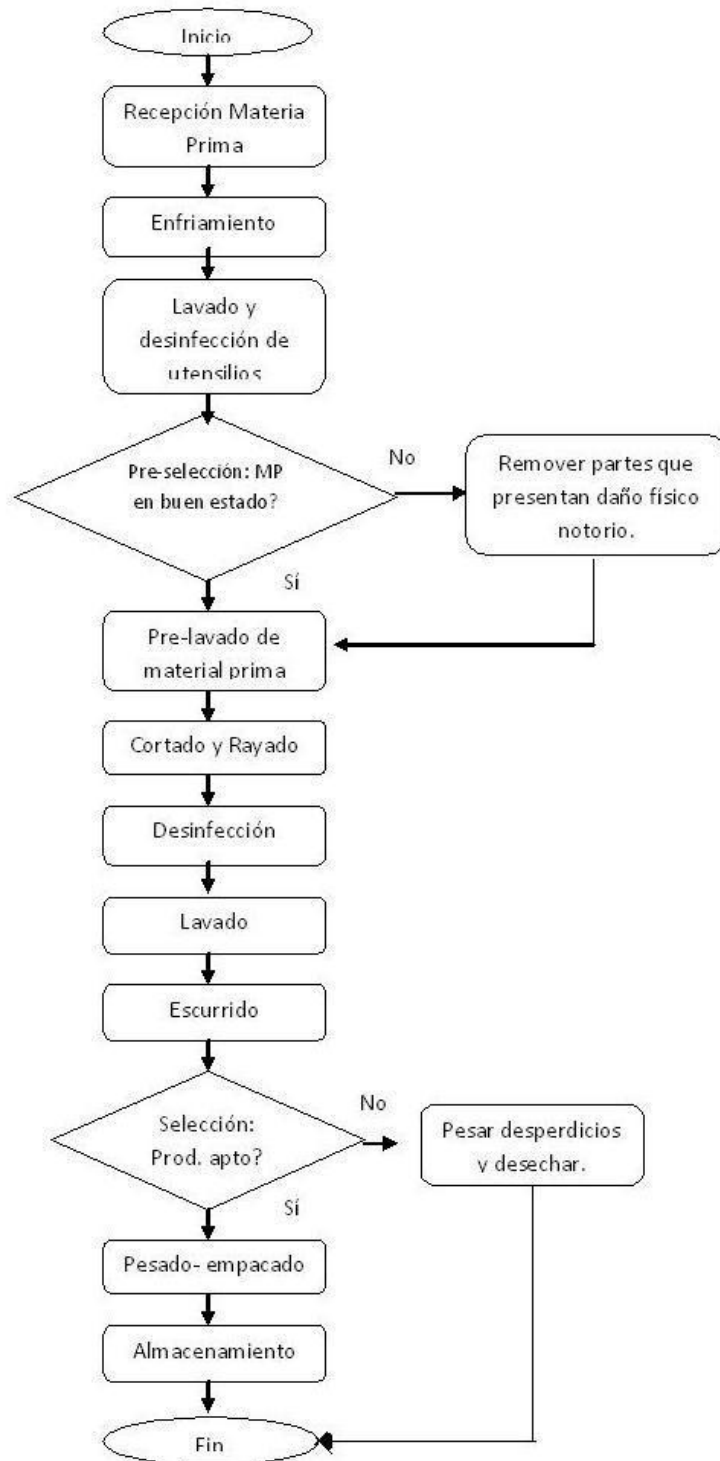 Inicio
Recepción Materia
Prima
Enfriamiento
Lavado y
desinfección de
utensilios
Pre-selección: MP
en buen estado?
No
Remover partes que
presentan daño físico
notorio.
Sí
Pre-lavado de
material prima
Cortado y Rayado
Desinfección
Lavado
Escurrido
Selección:
Prod. apto?
No
Pesar desperdicios
y desechar.
Sí
Pesado- empacado
Almacenamiento
Fin